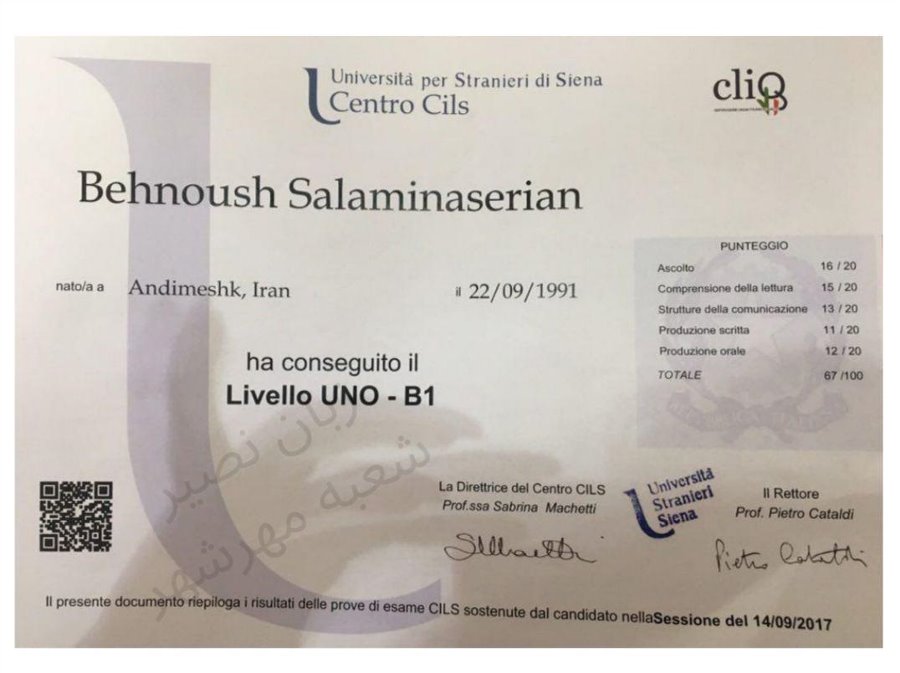 Università per Stranieri di Siena
Centro Cils
cliQ
Behnoush Salaminaserian
nato/a a Andimeshk, Iran il 22/09/1991
PUNTEGGIO
Ascolto 16 / 20
Comprensione della lettura 15 / 20
Strutture della comunicazione 13 / 20
Produzione scritta 11 / 20
Produzione orale 12 / 20
TOTALE 67 /100
ha conseguito il
Livello UNO - B1
زبان نصیر
شعبه مهرشهر
La Direttrice del Centro CILS
Prof.ssa Sabrina Machetti
Università
Stranieri
Siena
Il Rettore
Prof. Pietro Cataldi
Pietro Cataldi
Il presente documento riepiloga i risultati delle prove di esame CILS sostenute dal candidato nellaSessione del 14/09/2017